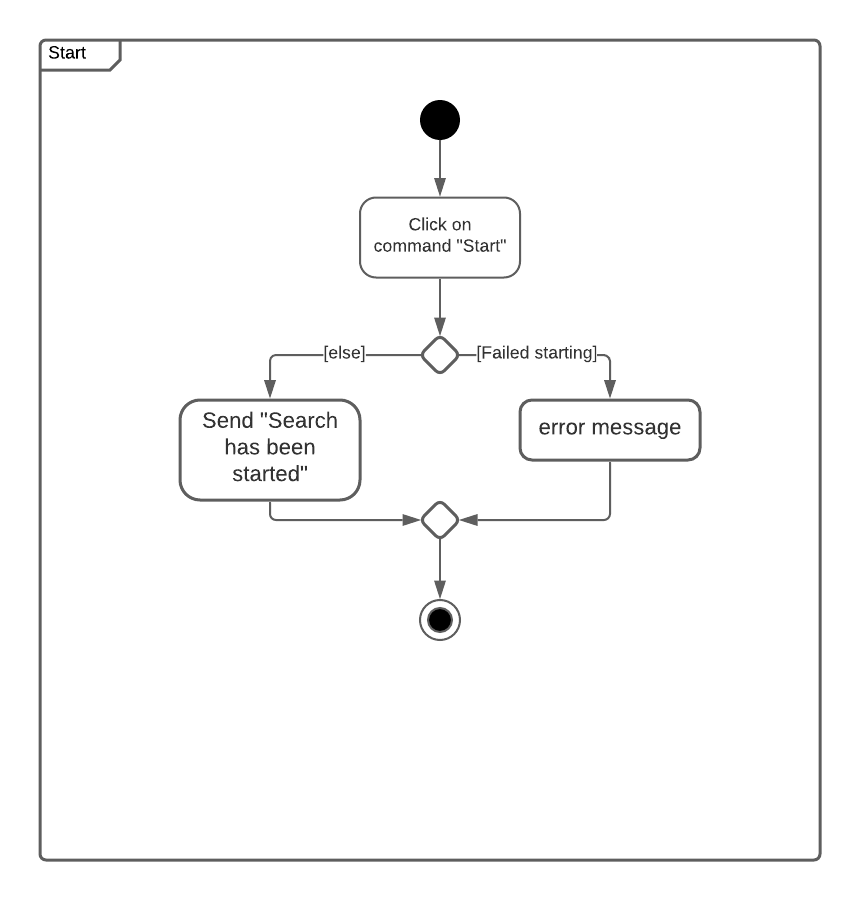 Start
Click on
command "Start"
[else]
[Failed starting]
Send "Search
has been
started"
error message